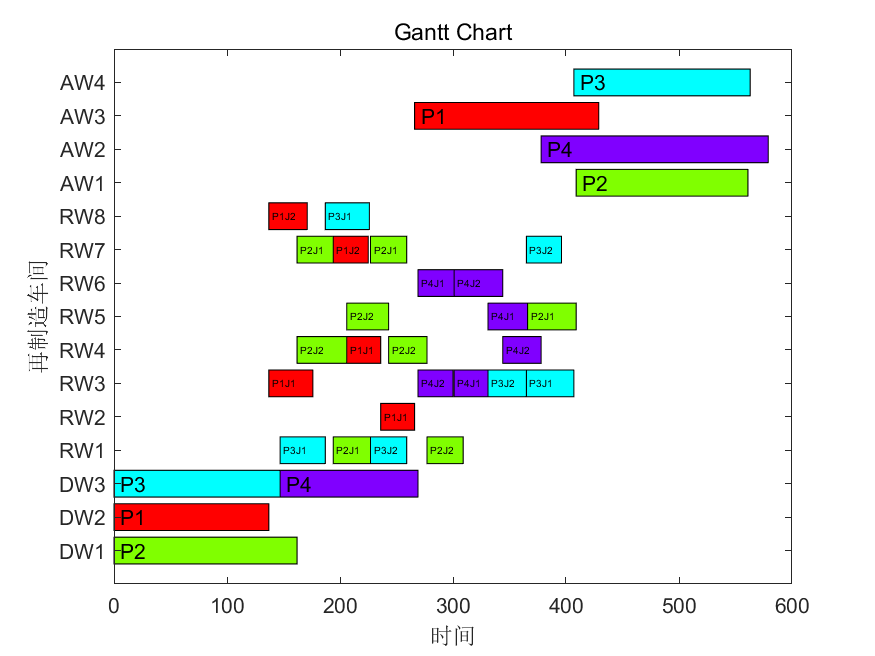 Gantt Chart
再制造车间
AW4 P3
AW3 P1
AW2 P4
AW1 P2
RW8 P1J2 P3J1
RW7 P2J1 P1J2 P2J1 P3J2
RW6 P4J1 P4J2
RW5 P2J2 P4J1 P2J1
RW4 P2J2 P1J1 P2J2 P4J2
RW3 P1J1 P4J2 P4J1 P3J2 P3J1
RW2 P1J1
RW1 P3J1 P2J1 P3J2 P2J2
DW3 P3 P4
DW2 P1
DW1 P2
0 100 200 300 400 500 600
时间